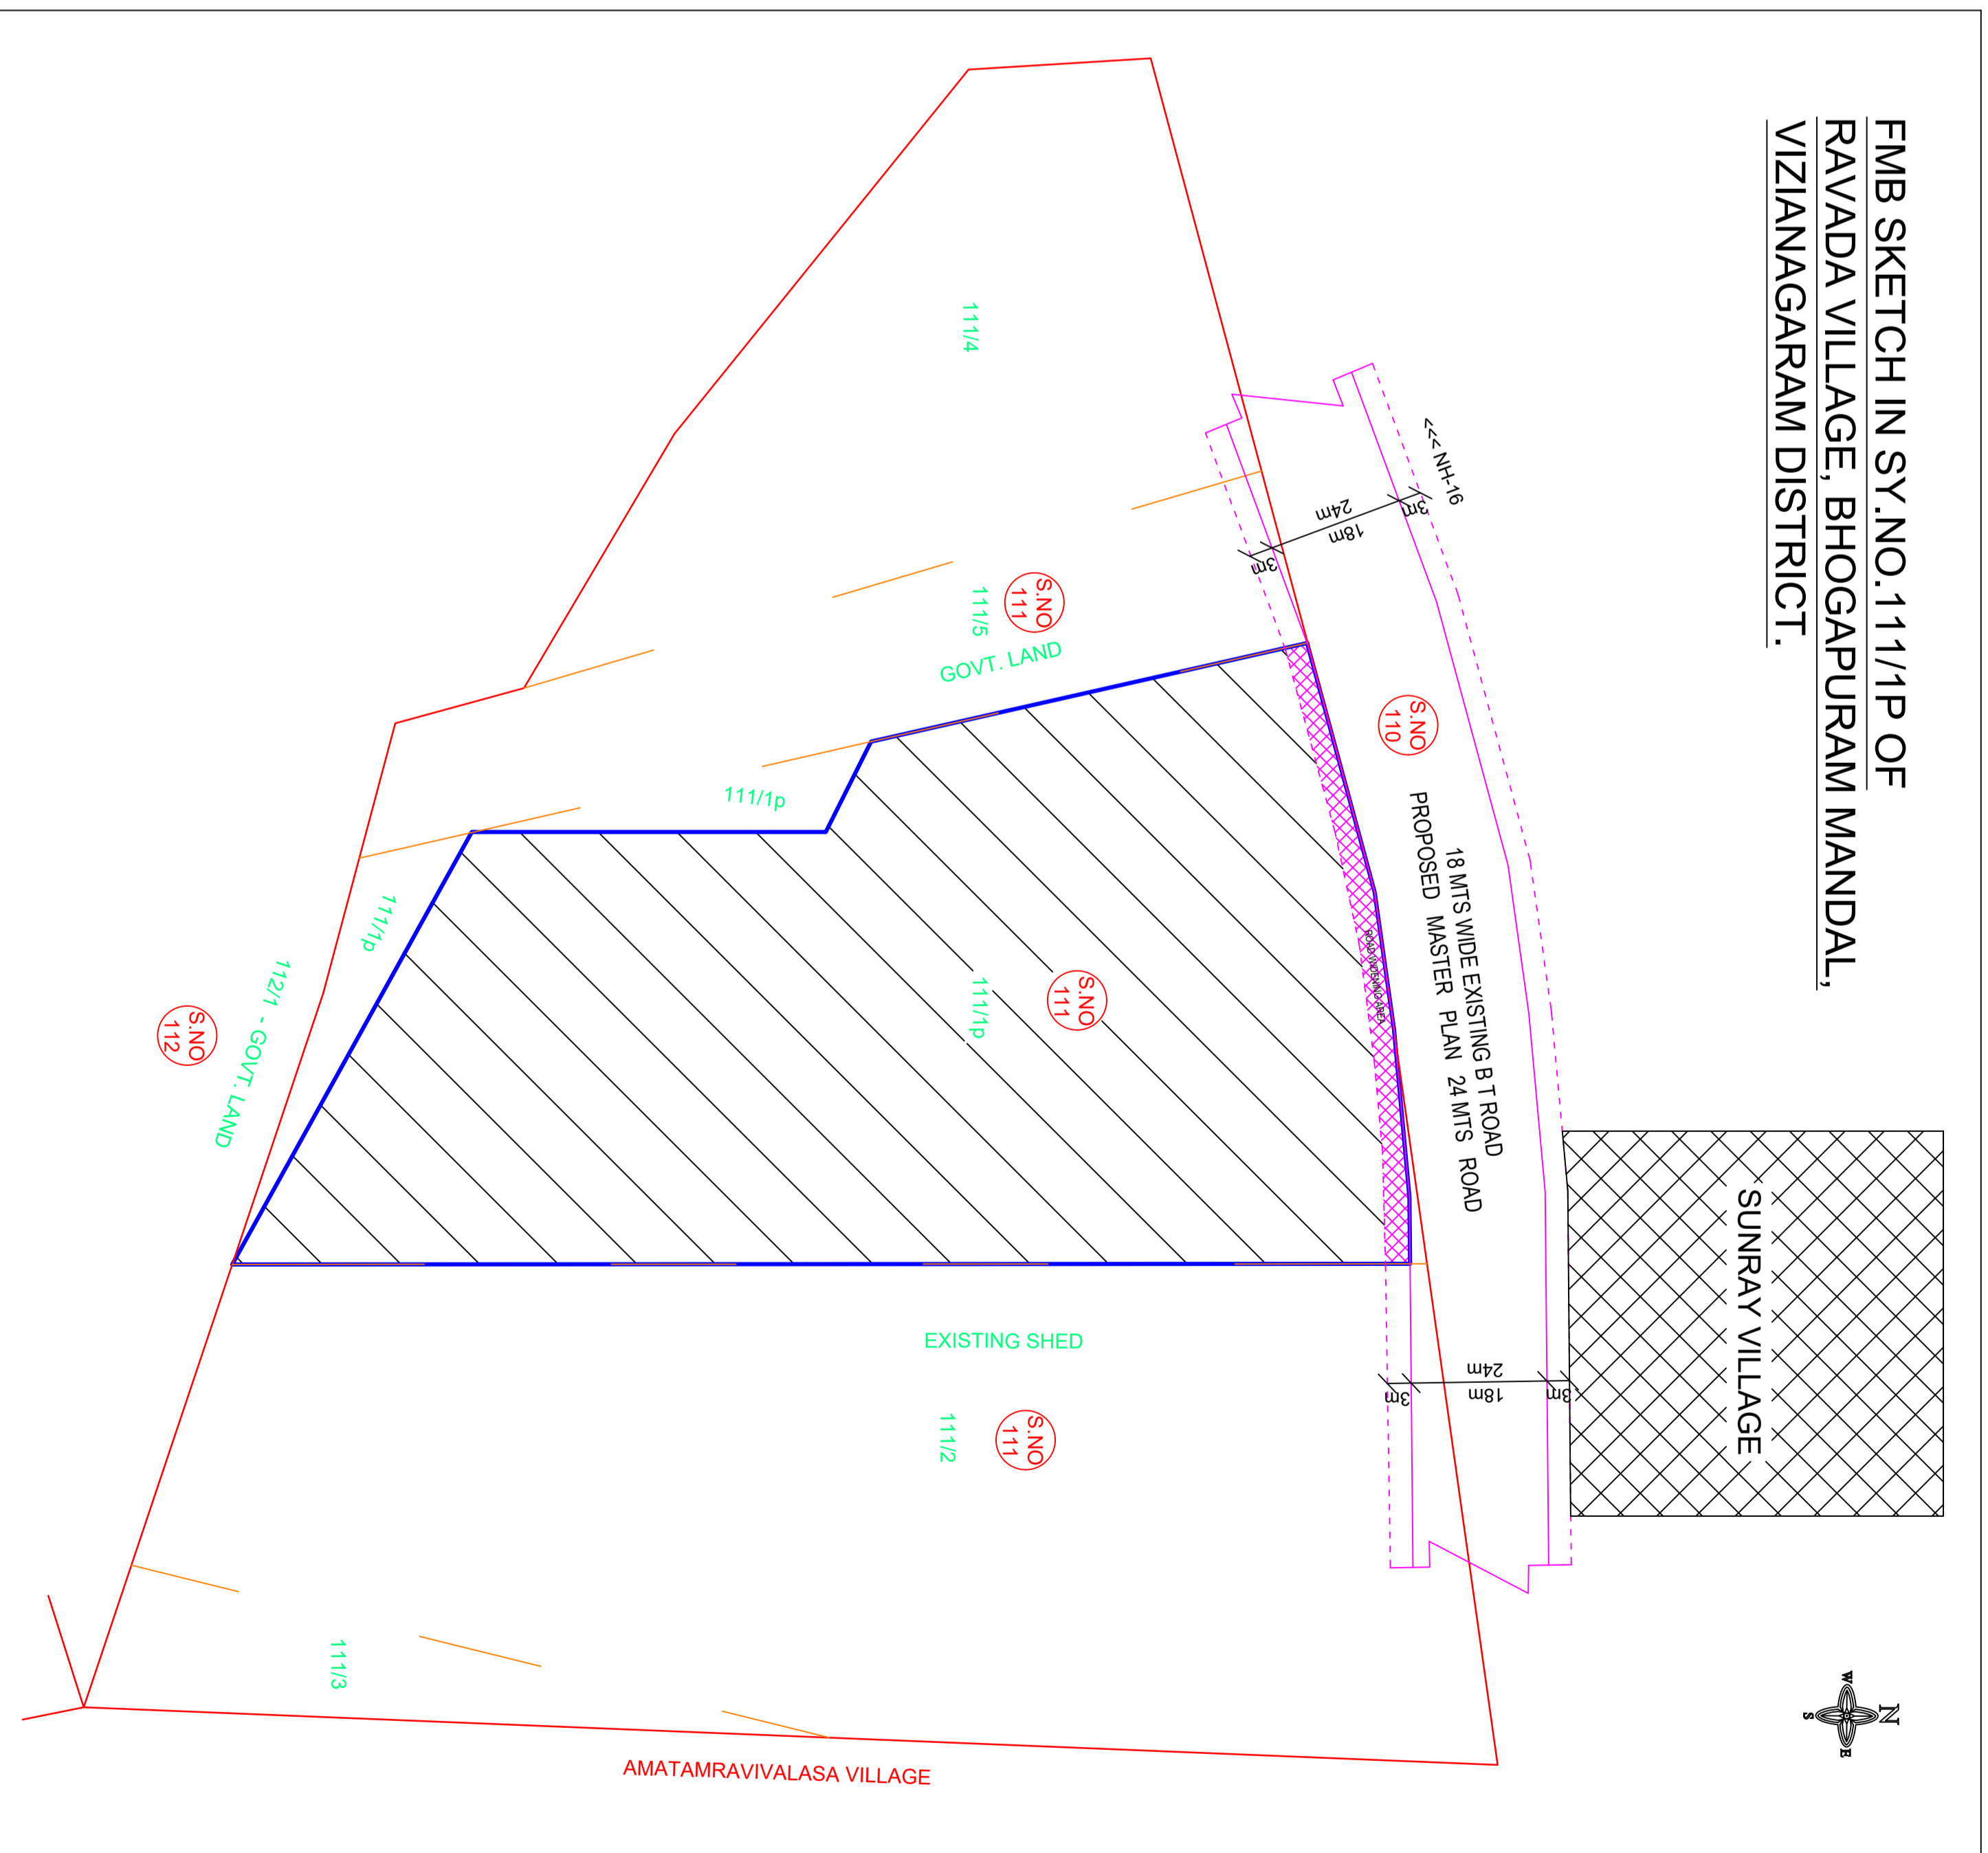 FMB SKETCH IN SY.NO.111/1P OF
RAVADA VILLAGE, BHOGAPURAM MANDAL,
VIZIANAGARAM DISTRICT.
N
W
E
S
SUNRAY VILLAGE
<<< NH-16
3m
24m
18m
3m
S.NO
110
18 MTS WIDE EXISTING B T ROAD
PROPOSED MASTER PLAN 24 MTS ROAD
ROAD WIDENING AREA
3m
24m
18m
3m
111/4
S.NO
111
111/5
GOVT. LAND
111/1p
S.NO
111
111/1p
111/1p
112/1 - GOVT. LAND
S.NO
112
EXISTING SHED
S.NO
111
111/2
111/3
AMATAMRAVIVALASA VILLAGE